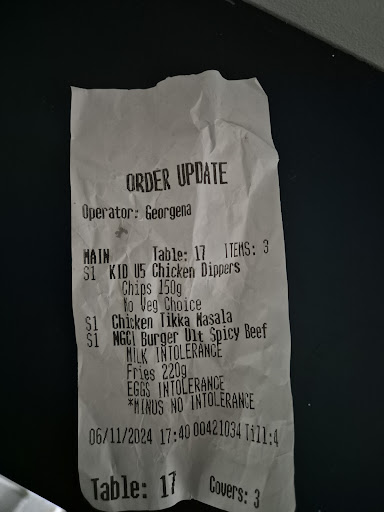 ORDER UPDATE
Operator: Georgena
MAIN Table: 17 ITEMS: 3
S1 KID U5 Chicken Dippers
Chips 150g
No Veg Choice
S1 Chicken Tikka Masala
S1 NGCI Burger Ult Spicy Beef
MILK INTOLERANCE
Fries 220g
EGGS INTOLERANCE
*MINUS NO INTOLERANCE
06/11/2024 17:40 00421034 Till:4
Table: 17 Covers: 3